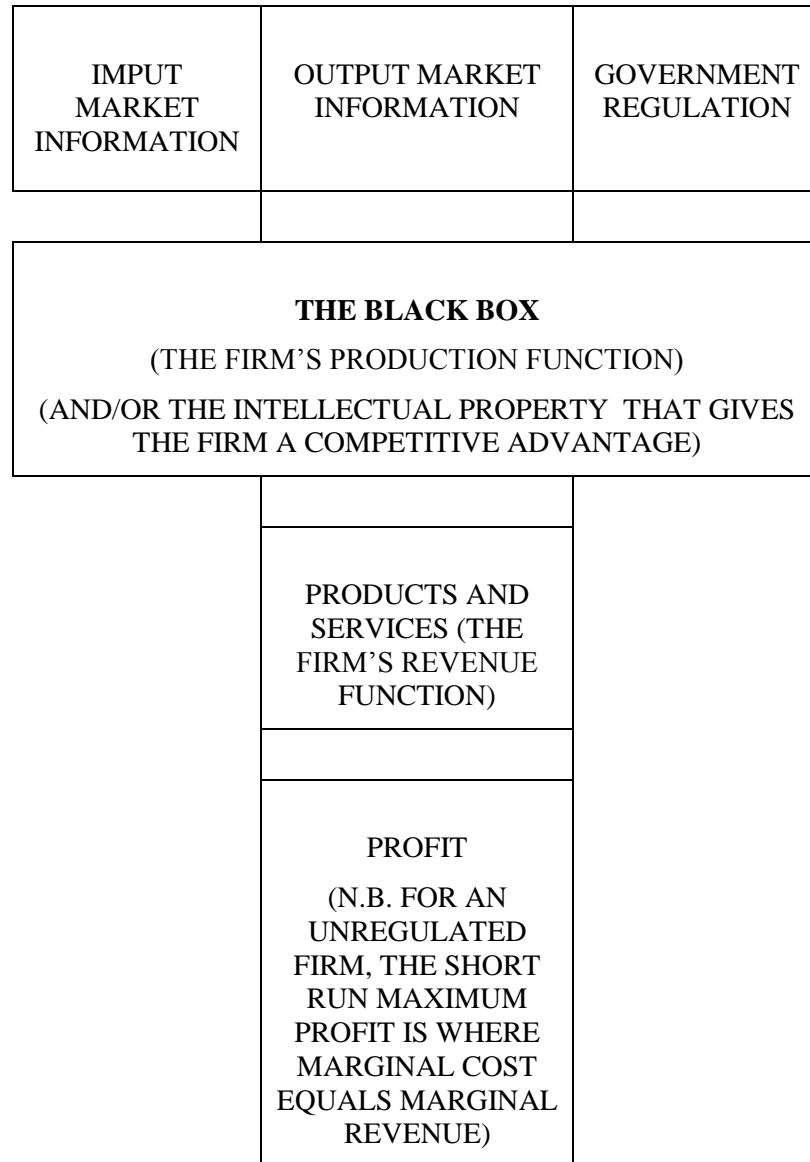 IMPUT
MARKET
INFORMATION
OUTPUT MARKET
INFORMATION
GOVERNMENT
REGULATION
THE BLACK BOX
(THE FIRM’S PRODUCTION FUNCTION)
(AND/OR THE INTELLECTUAL PROPERTY THAT GIVES
THE FIRM A COMPETITIVE ADVANTAGE)
PRODUCTS AND
SERVICES (THE
FIRM’S REVENUE
FUNCTION)
PROFIT
(N.B. FOR AN
UNREGULATED
FIRM, THE SHORT
RUN MAXIMUM
PROFIT IS WHERE
MARGINAL COST
EQUALS MARGINAL
REVENUE)